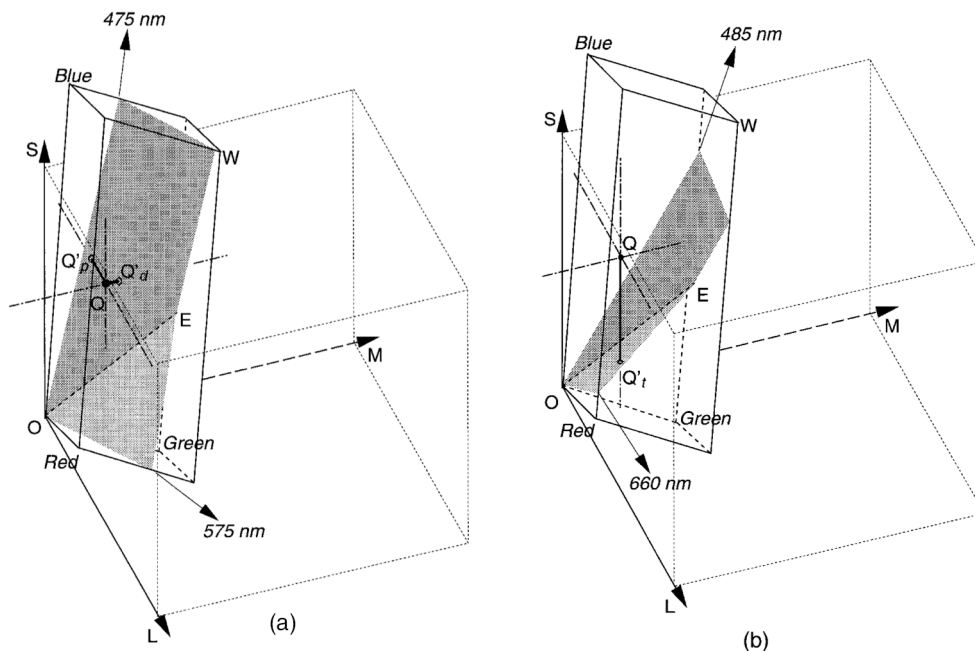 475 nm
Blue
S
W
Q'p
Q'd
Q
E
M
O
Green
Red
575 nm
L
(a)
485 nm
Blue
S
W
Q
E
M
Q't
O
Red
Green
660 nm
L
(b)